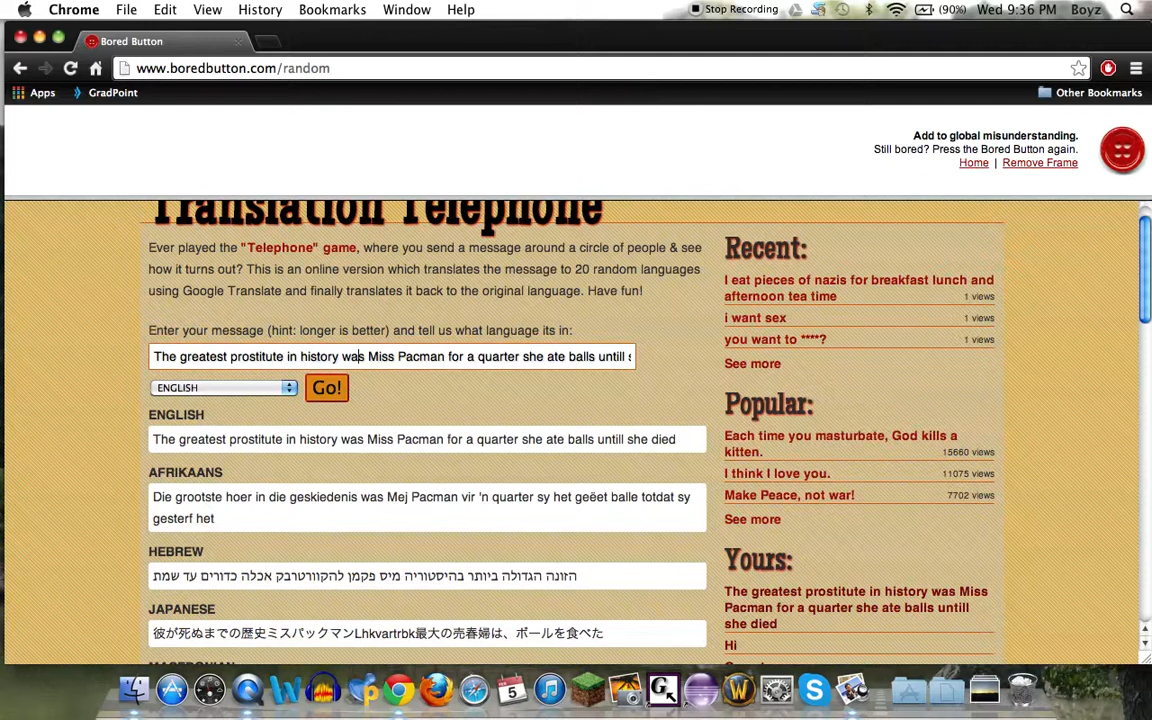 Chrome File Edit View History Bookmarks Window Help Stop Recording (90%) Wed 9:36 PM Boyz
Bored Button
www.boredbutton.com/random
Apps GradPoint Other Bookmarks
Add to global misunderstanding.
Still bored? Press the Bored Button again.
Home | Remove Frame
Translation Telephone
Ever played the "Telephone" game, where you send a message around a circle of people & see
how it turns out? This is an online version which translates the message to 20 random languages
using Google Translate and finally translates it back to the original language. Have fun!
Enter your message (hint: longer is better) and tell us what language its in:
The greatest prostitute in history was Miss Pacman for a quarter she ate balls untill s
ENGLISH Go!
ENGLISH
The greatest prostitute in history was Miss Pacman for a quarter she ate balls untill she died
AFRIKAANS
Die grootste hoer in die geskiedenis was Mej Pacman vir 'n quarter sy het geëet balle totdat sy
gesterf het
HEBREW
הזונה הגדולה ביותר בהיסטוריה מיס פקמן להקוורטרבק אכלה כדורים עד שמת
JAPANESE
彼が死ぬまでの歴史ミスパックマンLhkvartrbk最大の売春婦は、ボールを食べた
MACEDONIAN
Recent:
I eat pieces of nazis for breakfast lunch and
afternoon tea time 1 views
i want sex 1 views
you want to ****? 1 views
See more
Popular:
Each time you masturbate, God kills a
kitten. 15660 views
I think I love you. 11075 views
Make Peace, not war! 7702 views
See more
Yours:
The greatest prostitute in history was Miss
Pacman for a quarter she ate balls untill
she died
Hi